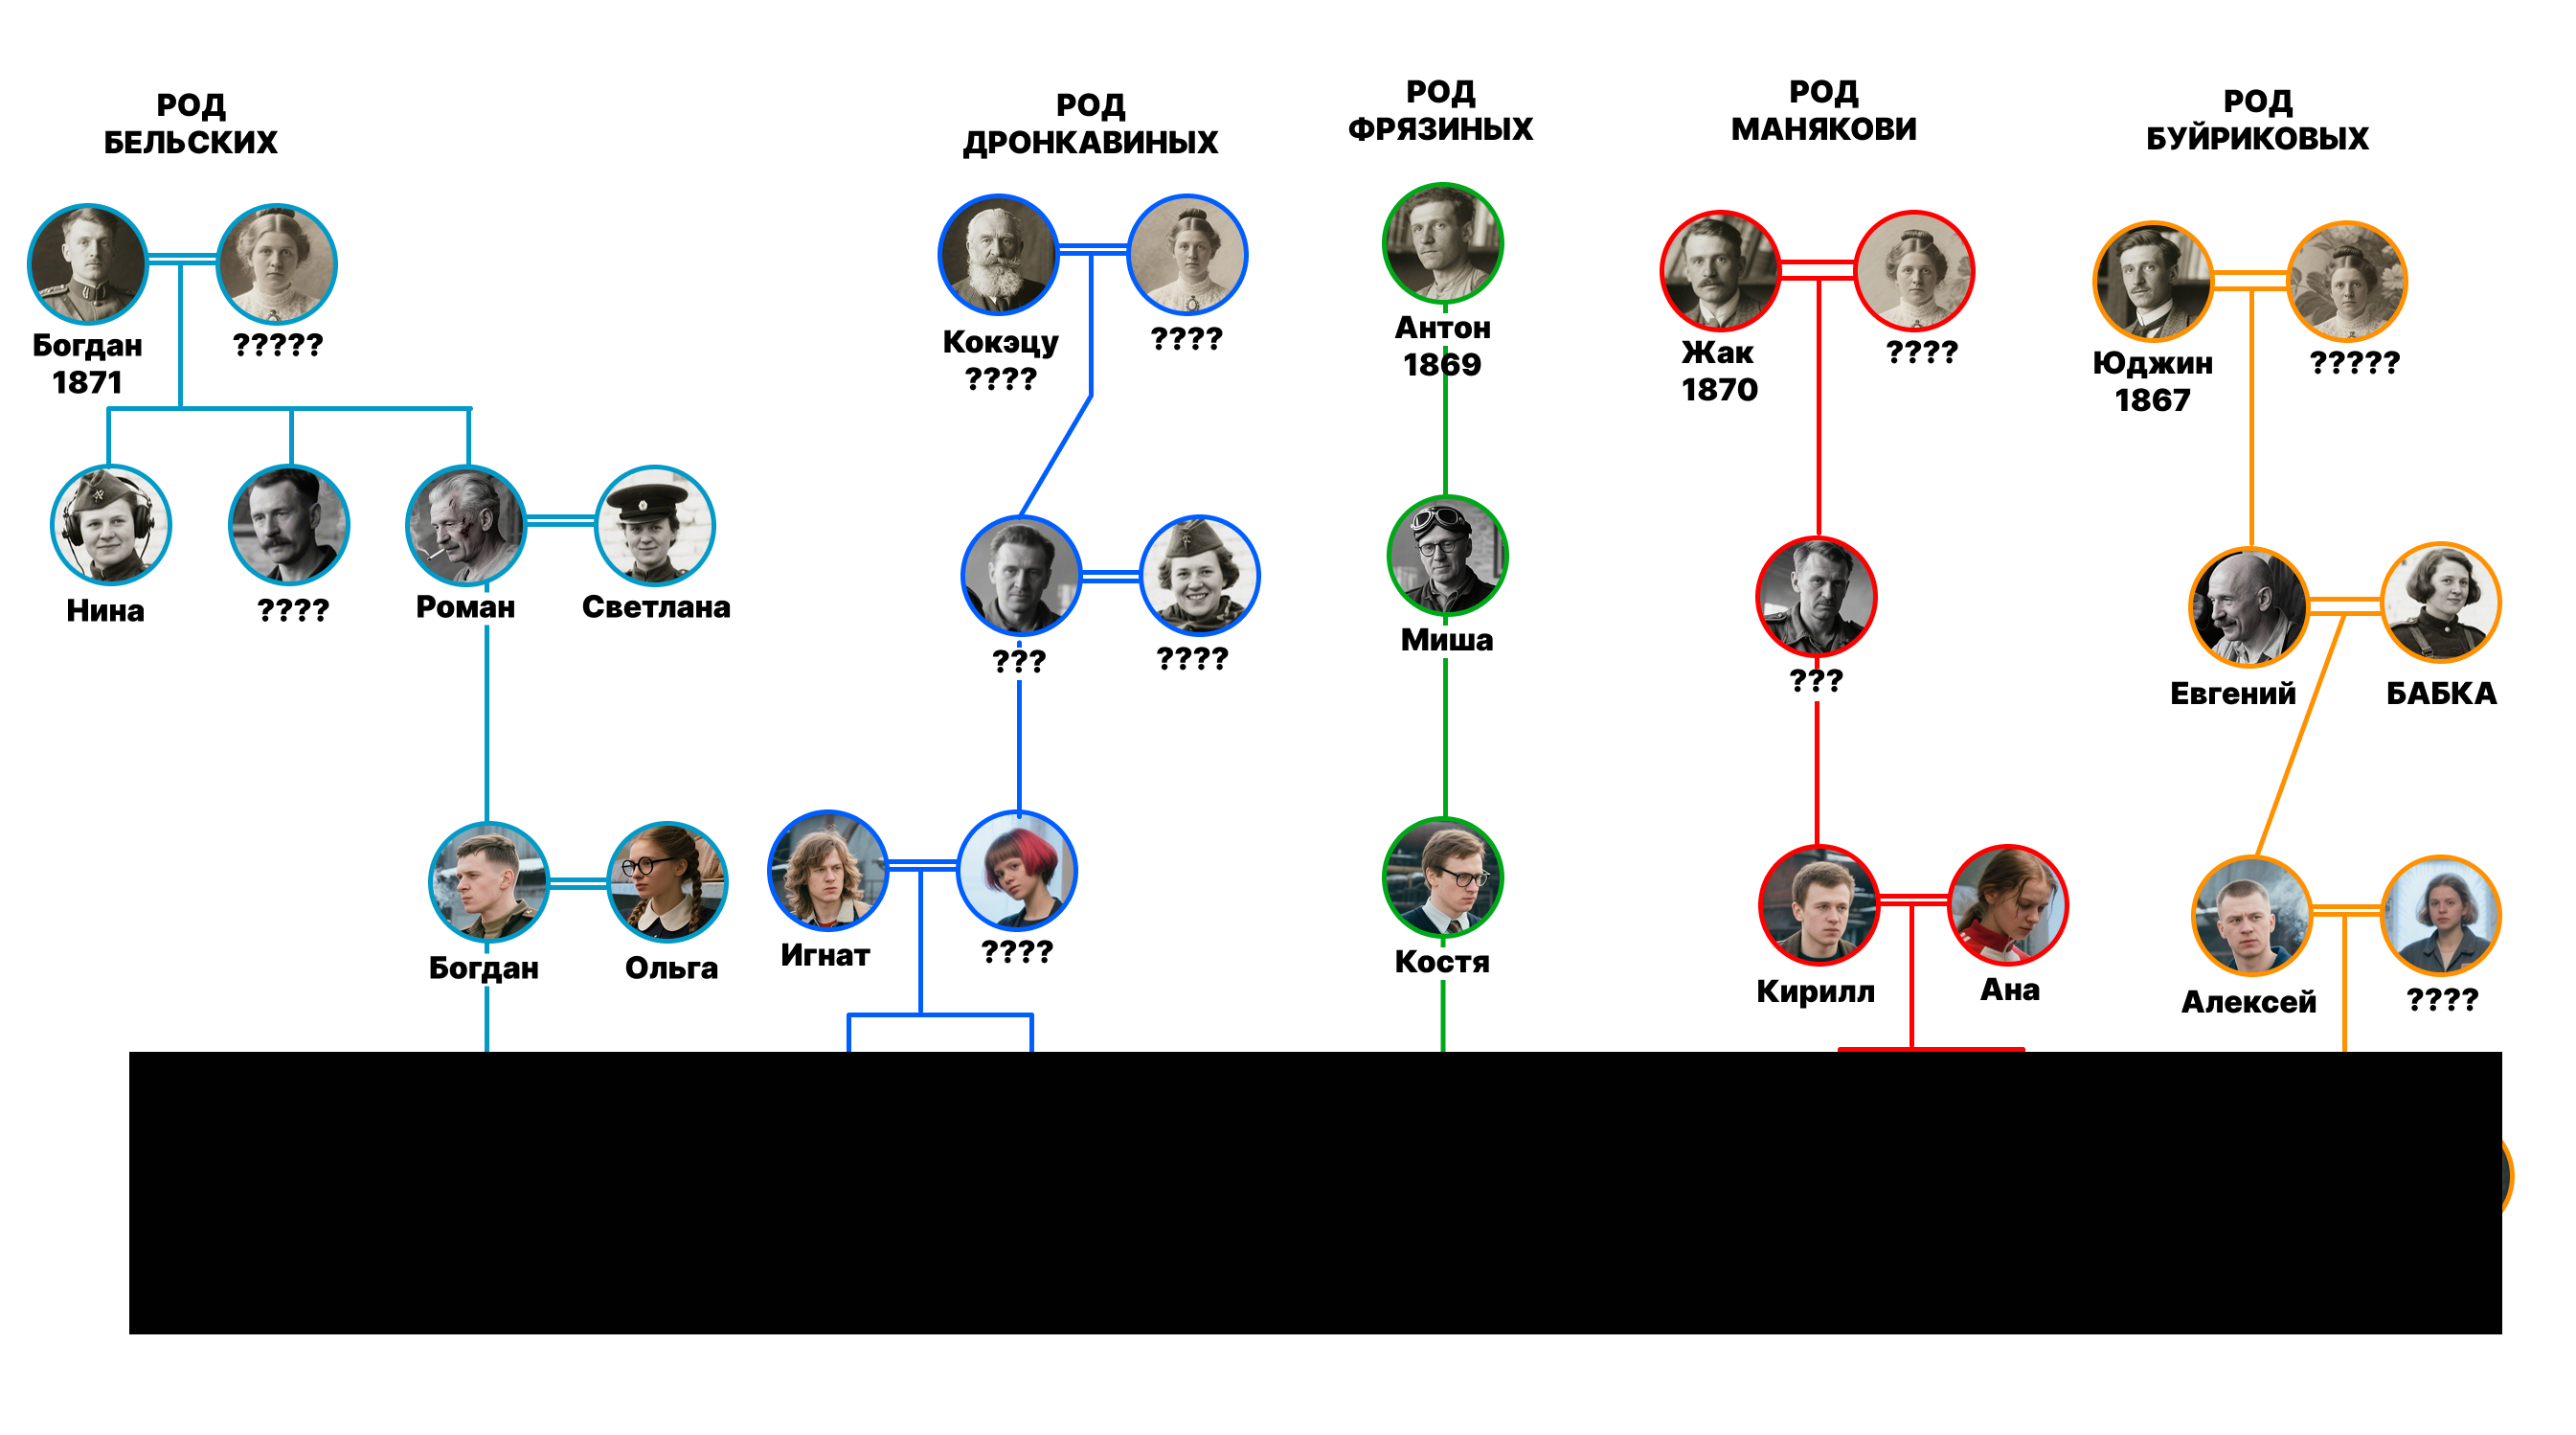 РОД
БЕЛЬСКИХ
РОД
ДРОНКАВИНЫХ
РОД
ФРЯЗИНЫХ
РОД
МАНЯКОВИ
РОД
БУЙРИКОВЫХ
Богдан
1871
?????
Кокэцу
????
????
Антон
1869
Жак
1870
????
Юджин
1867
?????
Нина
????
Роман
Светлана
???
????
Миша
???
Евгений
БАБКА
Богдан
Ольга
Игнат
????
Костя
Кирилл
Ана
Алексей
????